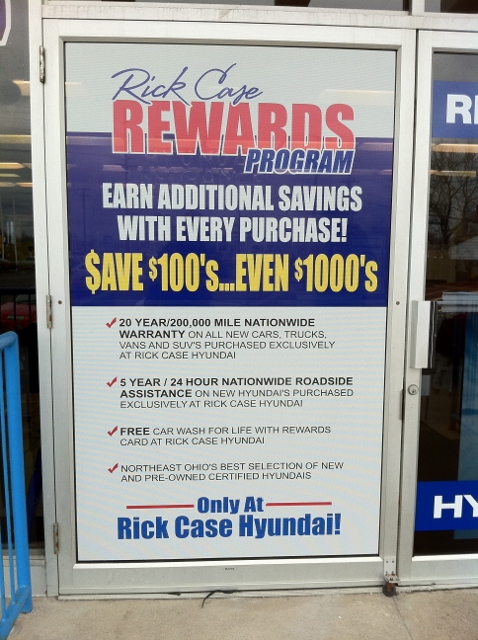 Rick Case
REWARDS
PROGRAM
EARN ADDITIONAL SAVINGS
WITH EVERY PURCHASE!
$AVE $100's...EVEN $1000's
✓ 20 YEAR/200,000 MILE NATIONWIDE
WARRANTY ON ALL NEW CARS, TRUCKS,
VANS AND SUV'S PURCHASED EXCLUSIVELY
AT RICK CASE HYUNDAI
✓ 5 YEAR / 24 HOUR NATIONWIDE ROADSIDE
ASSISTANCE ON NEW HYUNDAI'S PURCHASED
EXCLUSIVELY AT RICK CASE HYUNDAI
✓ FREE CAR WASH FOR LIFE WITH REWARDS
CARD AT RICK CASE HYUNDAI
✓ NORTHEAST OHIO'S BEST SELECTION OF NEW
AND PRE-OWNED CERTIFIED HYUNDAIS
Only At
Rick Case Hyundai!
RI
HY